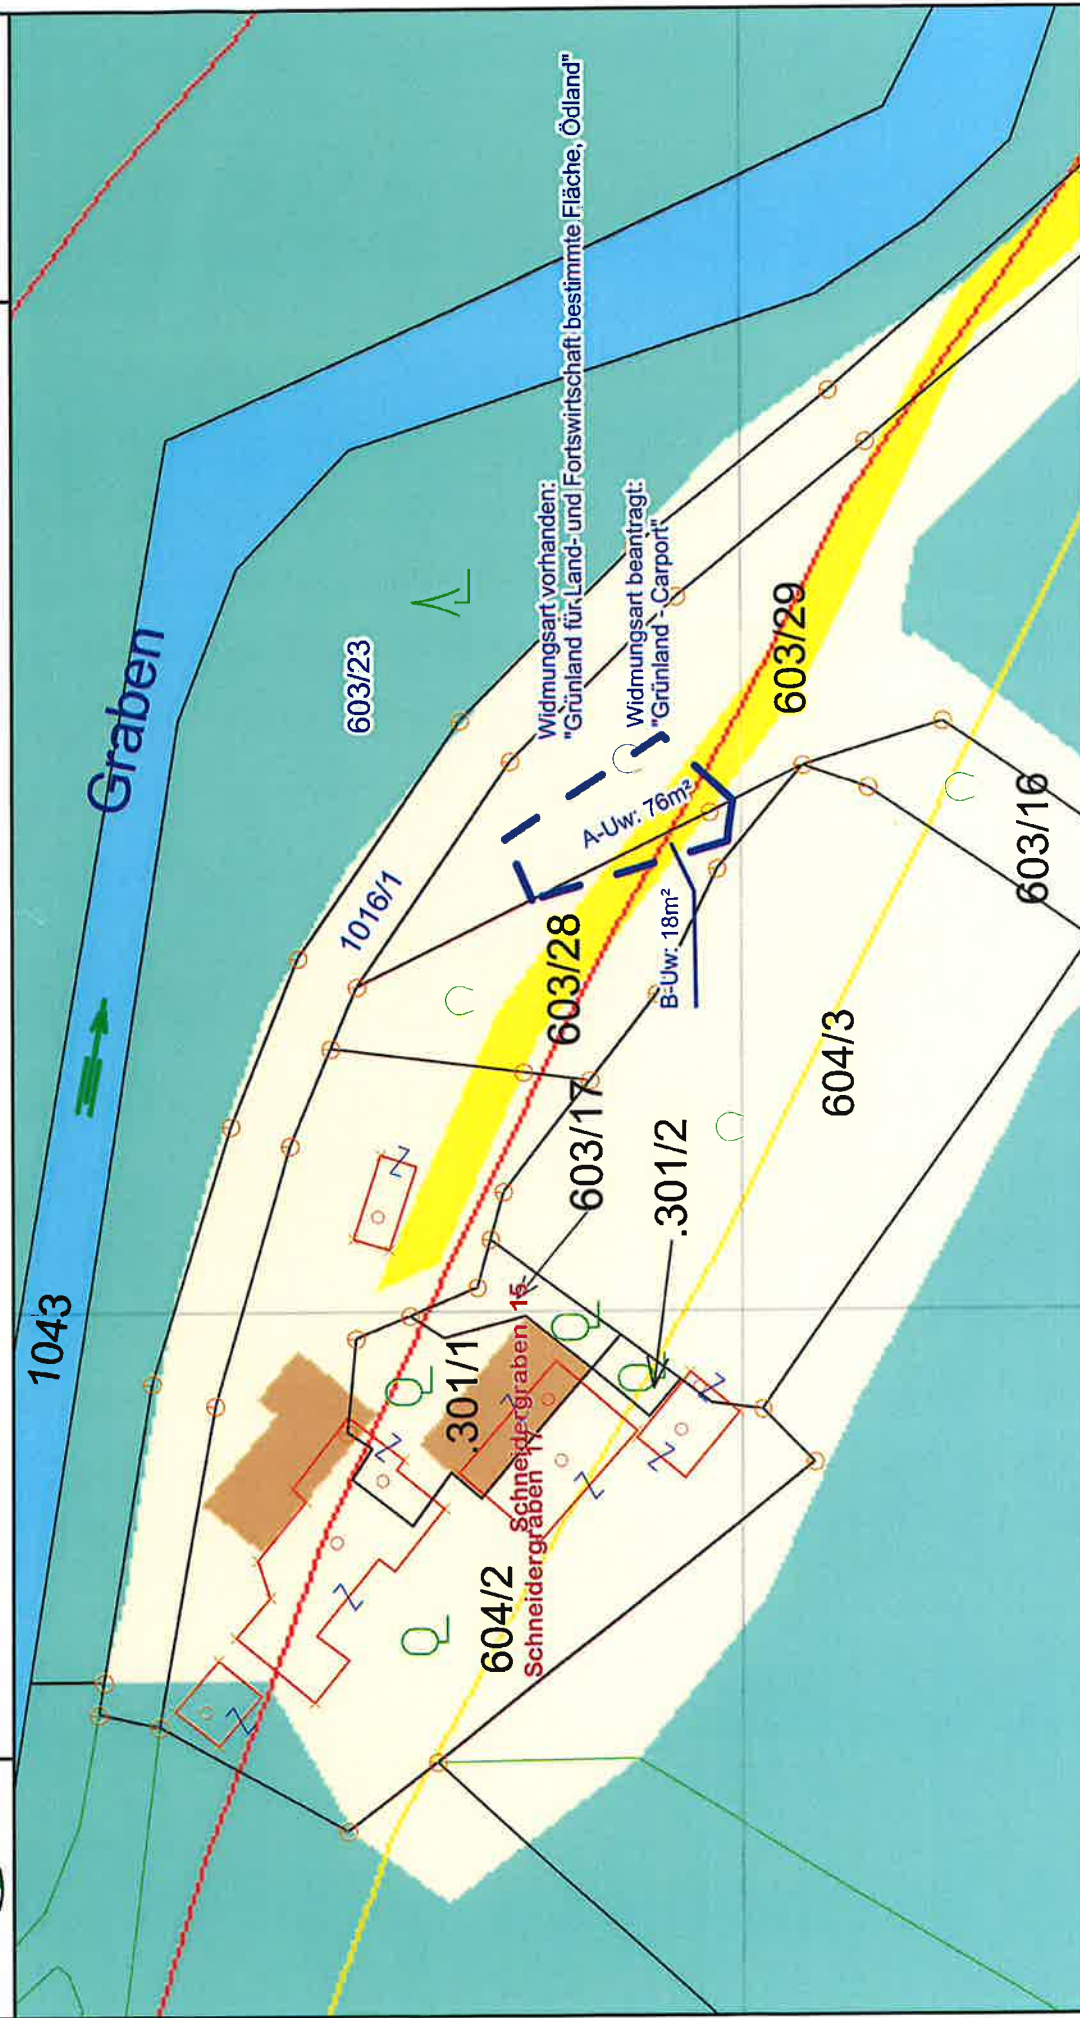 Graben
1043
603/23
1016/1
Widmungsart vorhanden:
"Grünland für Land- und Fortswirtschaft bestimmte Fläche, Ödland"
Widmungsart beantragt:
"Grünland - Carport"
A-Uw: 76m²
B-Uw: 18m²
603/28
603/29
603/17
.301/2
.301/1
604/3
603/16
Schneidergraben 15
Schneidergraben 17
604/2